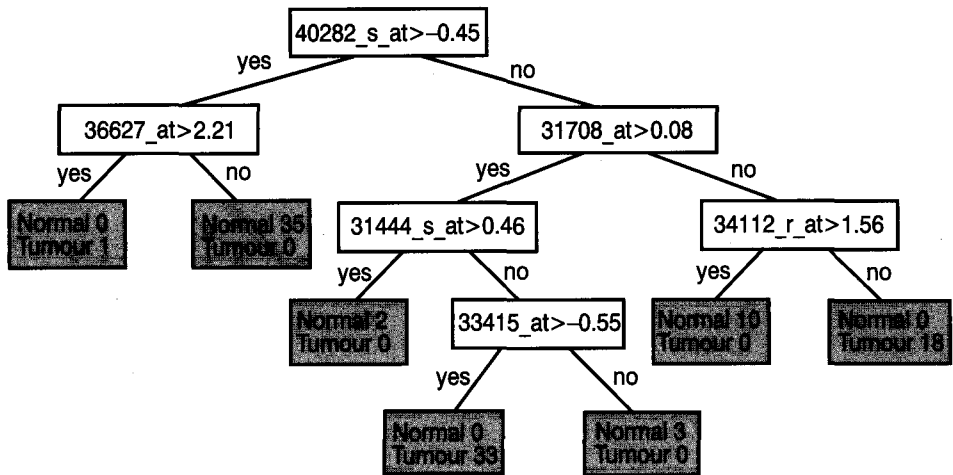 40282_s_at>−0.45
yes
no
36627_at>2.21
31708_at>0.08
yes
no
yes
no
Normal 0
Tumour 1
Normal 35
Tumour 0
31444_s_at>0.46
34112_r_at>1.56
yes
no
yes
no
Normal 2
Tumour 0
33415_at>−0.55
Normal 10
Tumour 0
Normal 0
Tumour 18
yes
no
Normal 0
Tumour 33
Normal 3
Tumour 0